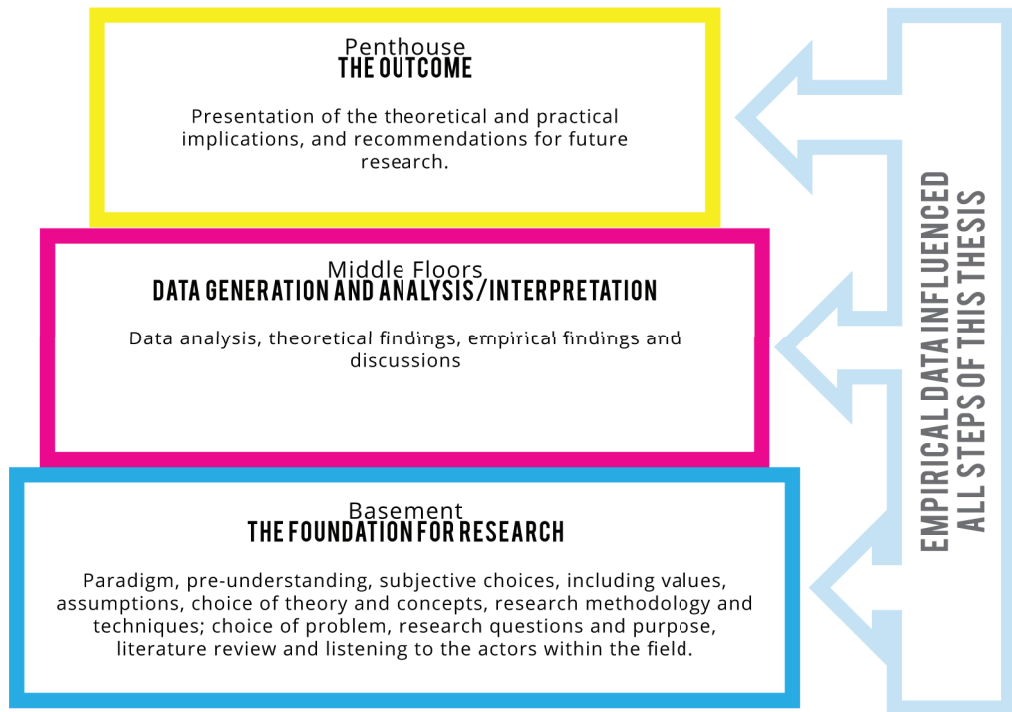 Penthouse
THE OUTCOME
Presentation of the theoretical and practical
implications, and recommendations for future
research.
Middle Floors
DATA GENERATION AND ANALYSIS/INTERPRETATION
Data analysis, theoretical findings, empirical findings and
discussions
Basement
THE FOUNDATION FOR RESEARCH
Paradigm, pre-understanding, subjective choices, including values,
assumptions, choice of theory and concepts, research methodology and
techniques; choice of problem, research questions and purpose,
literature review and listening to the actors within the field.
EMPIRICAL DATA INFLUENCED
ALL STEPS OF THIS THESIS